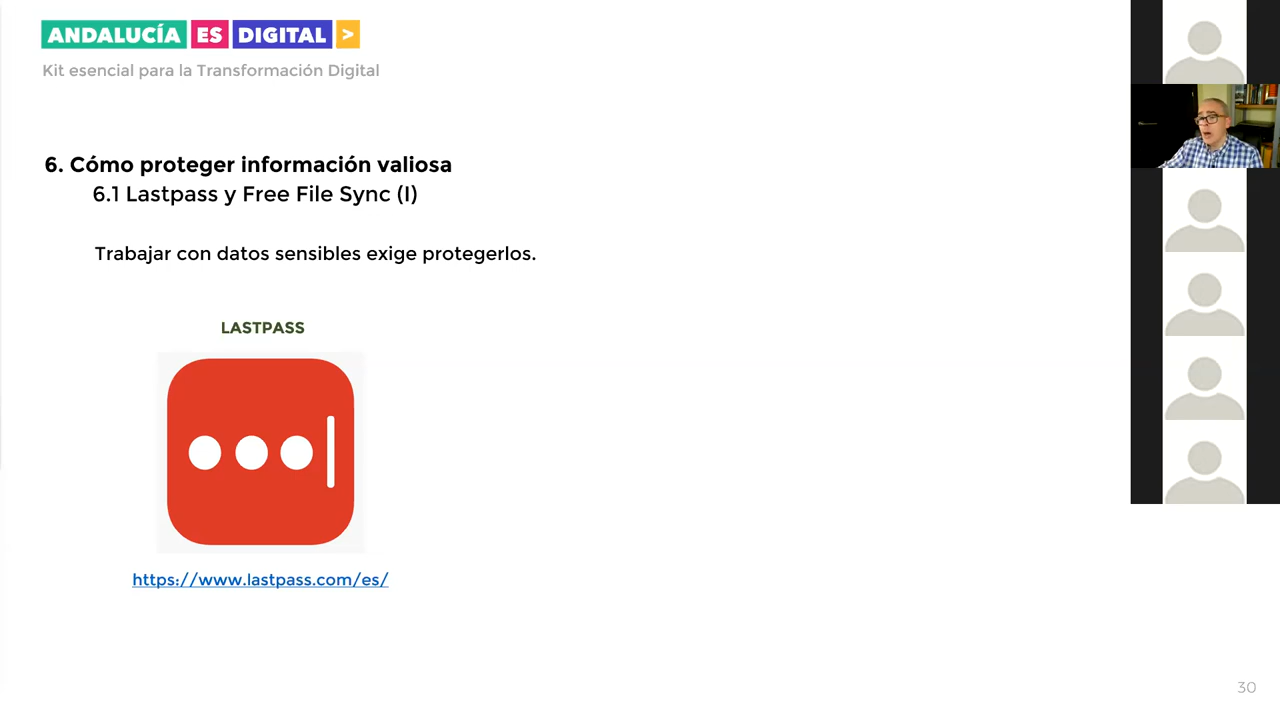 ANDALUCÍA ES DIGITAL >
Kit esencial para la Transformación Digital
6. Cómo proteger información valiosa
6.1 Lastpass y Free File Sync (I)
Trabajar con datos sensibles exige protegerlos.
LASTPASS
https://www.lastpass.com/es/
30